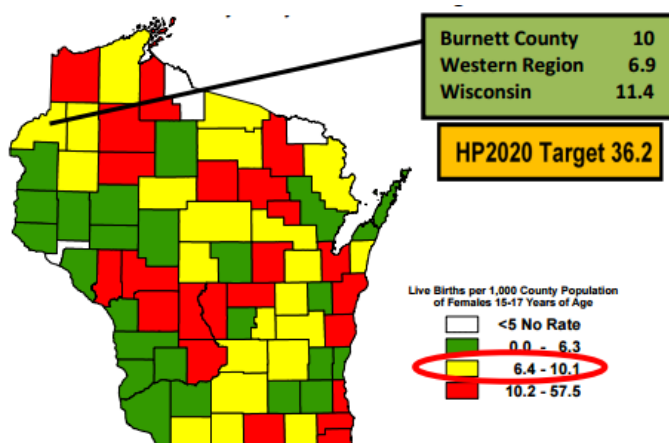 Burnett County 10
Western Region 6.9
Wisconsin 11.4
HP2020 Target 36.2
Live Births per 1,000 County Population
of Females 15-17 Years of Age
<5 No Rate
0.0 - 6.3
6.4 - 10.1
10.2 - 57.5